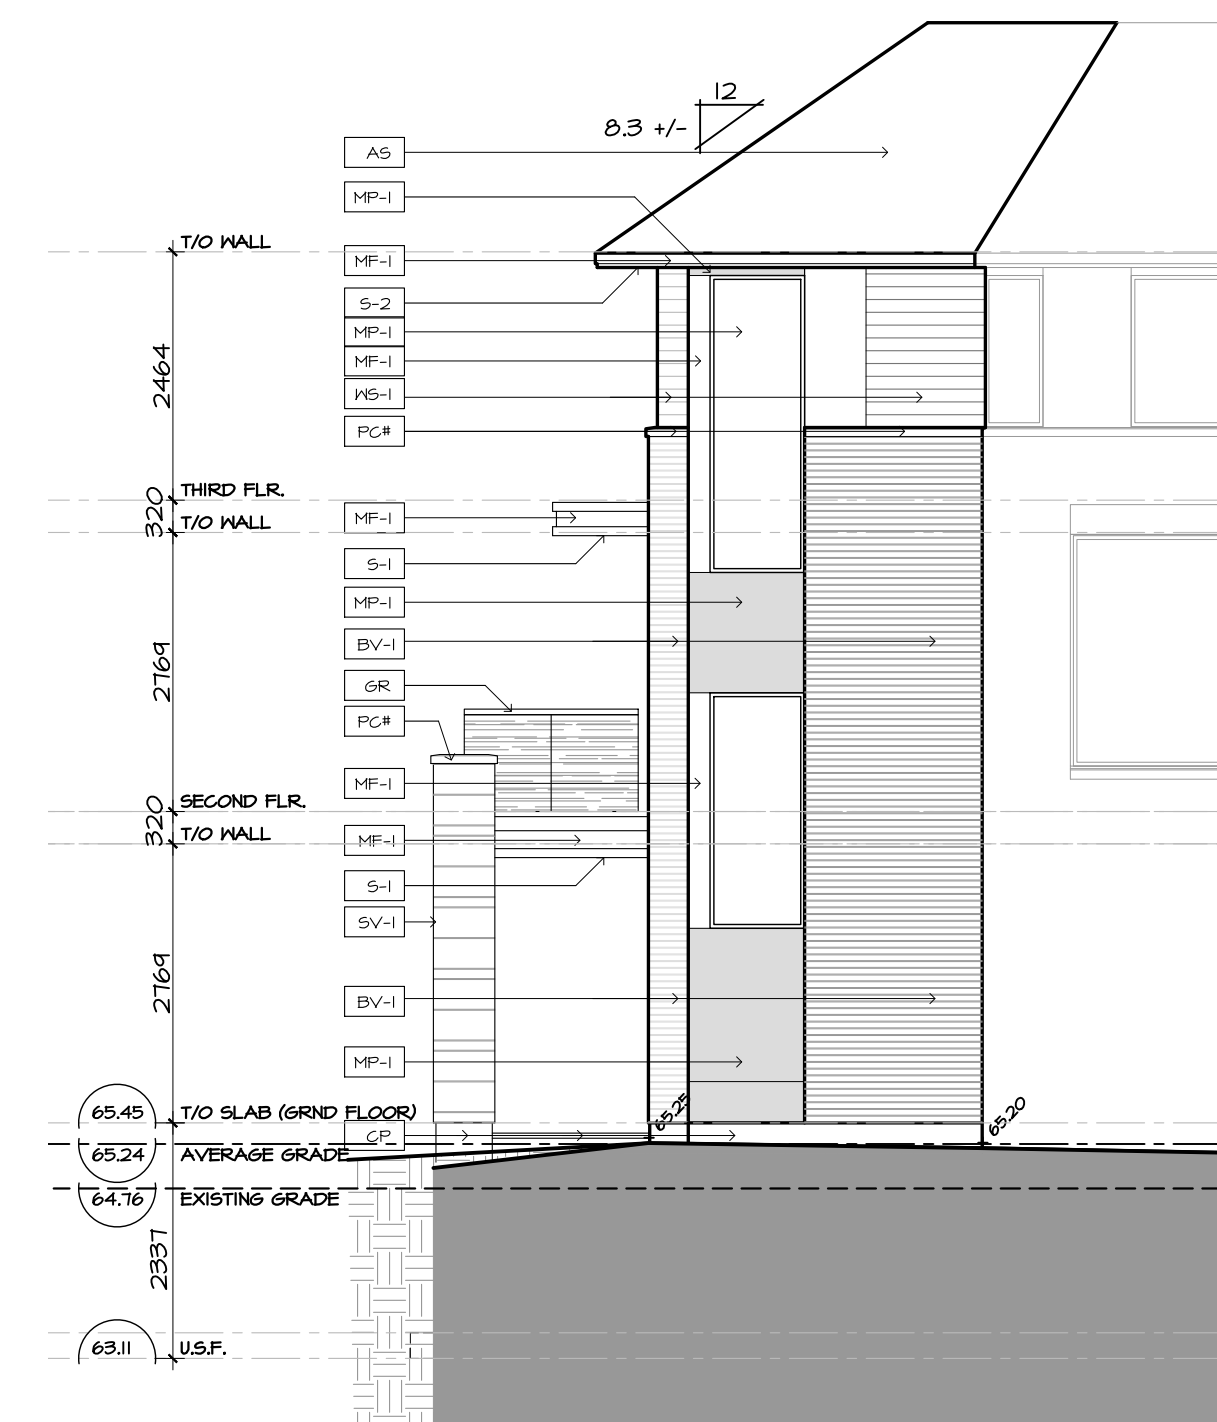 12
8.3 +/-
AS
MP-1
T/O WALL
MF-1
S-2
MP-1
MF-1
2464
WS-1
PC#
THIRD FLR.
320
MF-1
T/O WALL
S-1
MP-1
BV-1
2769
GR
PC#
MF-1
SECOND FLR.
320
T/O WALL
MF-1
S-1
SV-1
2769
BV-1
MP-1
65.45
T/O SLAB (GRND FLOOR)
65.25
65.20
CP
65.24
AVERAGE GRADE
64.76
EXISTING GRADE
2337
63.11
U.S.F.